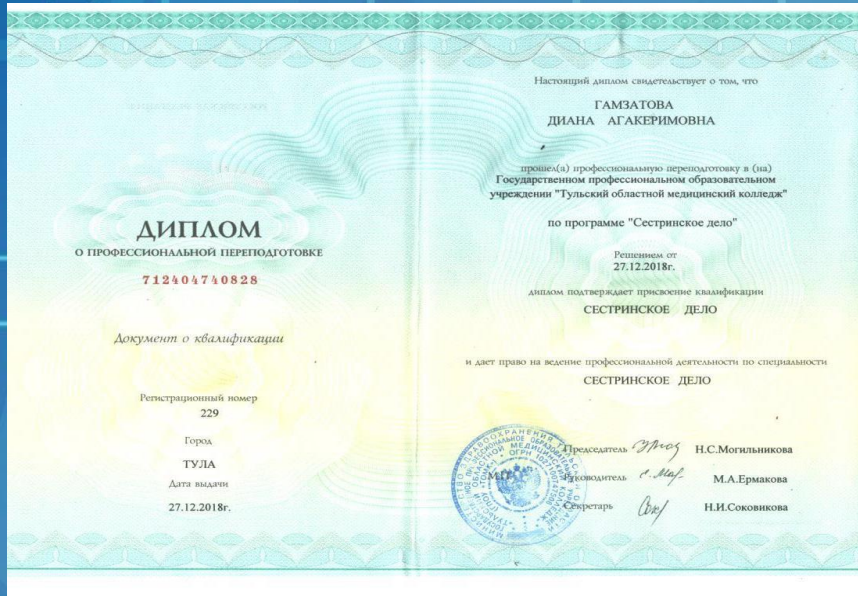 ДИПЛОМ
О ПРОФЕССИОНАЛЬНОЙ ПЕРЕПОДГОТОВКЕ
712404740828
Документ о квалификации
Регистрационный номер
229
Город
ТУЛА
Дата выдачи
27.12.2018г.
Настоящий диплом свидетельствует о том, что
ГАМЗАТОВА
ДИАНА АГАКЕРИМОВНА
прошел(а) профессиональную переподготовку в (на)
Государственном профессиональном образовательном
учреждении "Тульский областной медицинский колледж"
по программе "Сестринское дело"
Решением от
27.12.2018г.
диплом подтверждает присвоение квалификации
СЕСТРИНСКОЕ ДЕЛО
и дает право на ведение профессиональной деятельности по специальности
СЕСТРИНСКОЕ ДЕЛО
Председатель Н.С.Могильникова
Руководитель М.А.Ермакова
Секретарь Н.И.Соковикова
М.П.